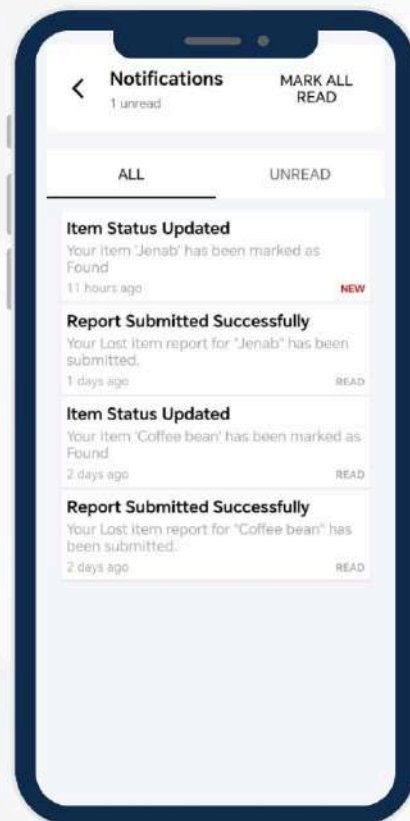 Notifications
1 unread
MARK ALL
READ
ALL
UNREAD
Item Status Updated
Your item 'Jenab' has been marked as
Found
11 hours ago
NEW
Report Submitted Successfully
Your Lost item report for "Jenab" has been
submitted.
1 days ago
READ
Item Status Updated
Your item 'Coffee bean' has been marked as
Found
2 days ago
READ
Report Submitted Successfully
Your Lost item report for "Coffee bean" has
been submitted.
2 days ago
READ